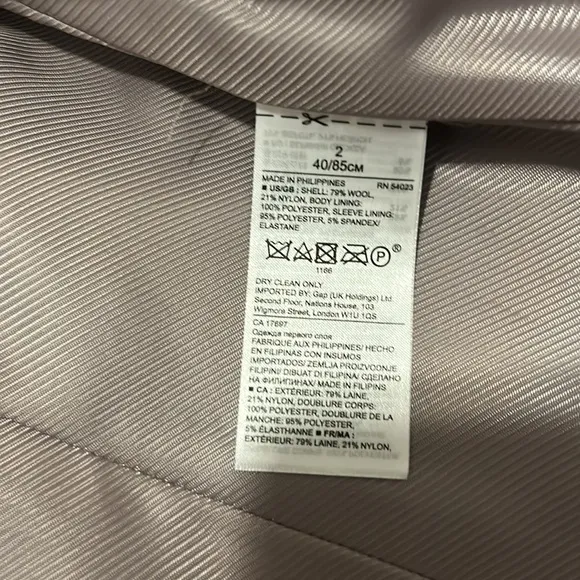 2
40/85CM
MADE IN PHILIPPINES RN 54023
■ US/GB : SHELL: 79% WOOL,
21% NYLON, BODY LINING:
100% POLYESTER, SLEEVE LINING:
95% POLYESTER, 5% SPANDEX/
ELASTANE
P®
1166
DRY CLEAN ONLY
IMPORTED BY: Gap (UK Holdings) Ltd.
Second Floor, Nations House, 103
Wigmore Street, London W1U 1QS
CA 17897
Одежда первого слоя
FABRIQUE AUX PHILIPPINES/ HECHO
EN FILIPINAS CON INSUMOS
IMPORTADOS/ ZEMLJA PROIZVODNJE
FILIPINI/ DIBUAT DI FILIPINA/ СДЕЛАНО
НА ФИЛИПИНАХ/ MADE IN FILIPINS
■ CA : EXTÉRIEUR: 79% LAINE,
21% NYLON, DOUBLURE CORPS:
100% POLYESTER, DOUBLURE DE LA
MANCHE: 95% POLYESTER,
5% ÉLASTHANNE ■ FR/MA :
EXTÉRIEUR: 79% LAINE, 21% NYLON,